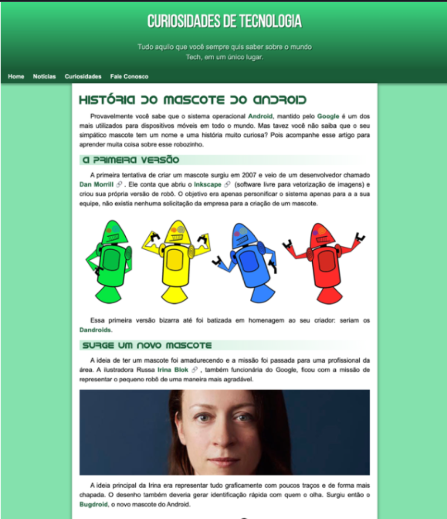 CURIOSIDADES DE TECNOLOGIA
Tudo aquilo que você sempre quis saber sobre o mundo
Tech, em um único lugar.
Home Notícias Curiosidades Fale Conosco
HISTÓRIA DO MASCOTE DO ANDROID
Provavelmente você sabe que o sistema operacional Android, mantido pelo Google é um dos
mais utilizados para dispositivos móveis em todo o mundo. Mas tavez você não saiba que o seu
simpático mascote tem um nome e uma história muito curiosa? Pois acompanhe esse artigo para
aprender muita coisa sobre esse robozinho.
A PRIMEIRA VERSÃO
A primeira tentativa de criar um mascote surgiu em 2007 e veio de um desenvolvedor chamado
Dan Morrill. Ele conta que abriu o Inkscape (software livre para vetorização de imagens) e
criou sua própria versão de robô. O objetivo era apenas personificar o sistema apenas para a a sua
equipe, não existia nenhuma solicitação da empresa para a criação de um mascote.
Essa primeira versão bizarra até foi batizada em homenagem ao seu criador: seriam os
Dandroids.
SURGE UM NOVO MASCOTE
A ideia de ter um mascote foi amadurecendo e a missão foi passada para uma profissional da
área. A ilustradora Russa Irina Blok, também funcionária do Google, ficou com a missão de
representar o pequeno robô de uma maneira mais agradável.
A ideia principal da Irina era representar tudo graficamente com poucos traços e de forma mais
chapada. O desenho também deveria gerar identificação rápida com quem o olha. Surgiu então o
Bugdroid, o novo mascote do Android.